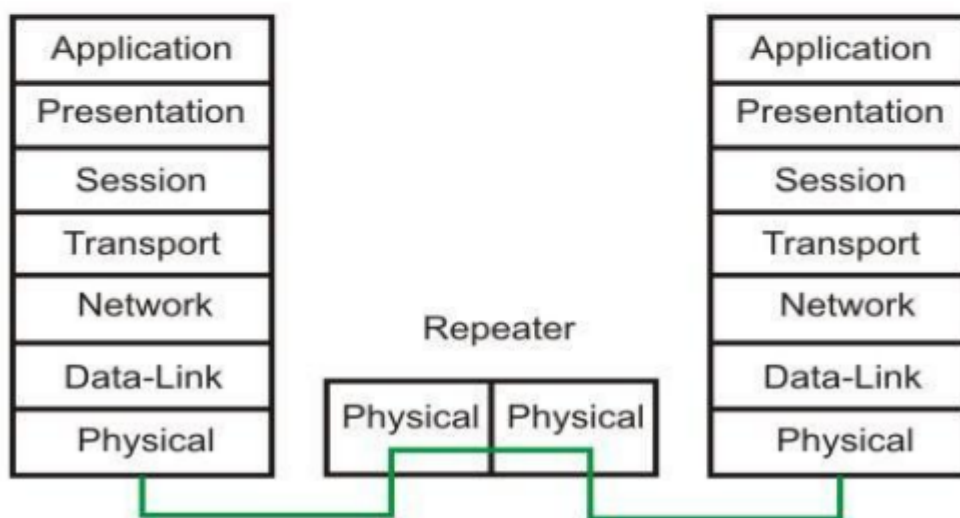 Application
Presentation
Session
Transport
Network
Data-Link
Physical
Repeater
Physical Physical
Application
Presentation
Session
Transport
Network
Data-Link
Physical